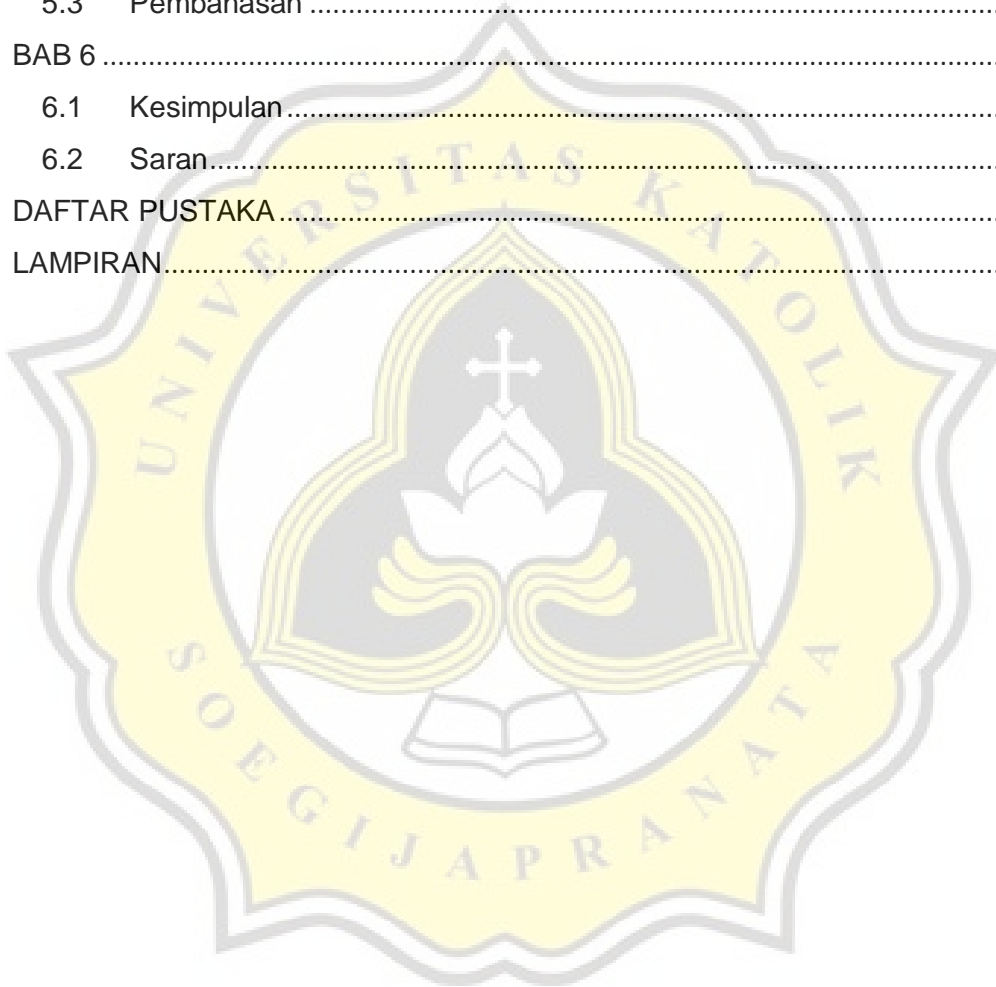 5.3 Pembahasan ........................................................................
BAB 6 ........................................................................
6.1 Kesimpulan ........................................................................
6.2 Saran ........................................................................
DAFTAR PUSTAKA ........................................................................
LAMPIRAN ........................................................................
UNIVERSITAS KATOLIK
SOEGIJAPRANATA